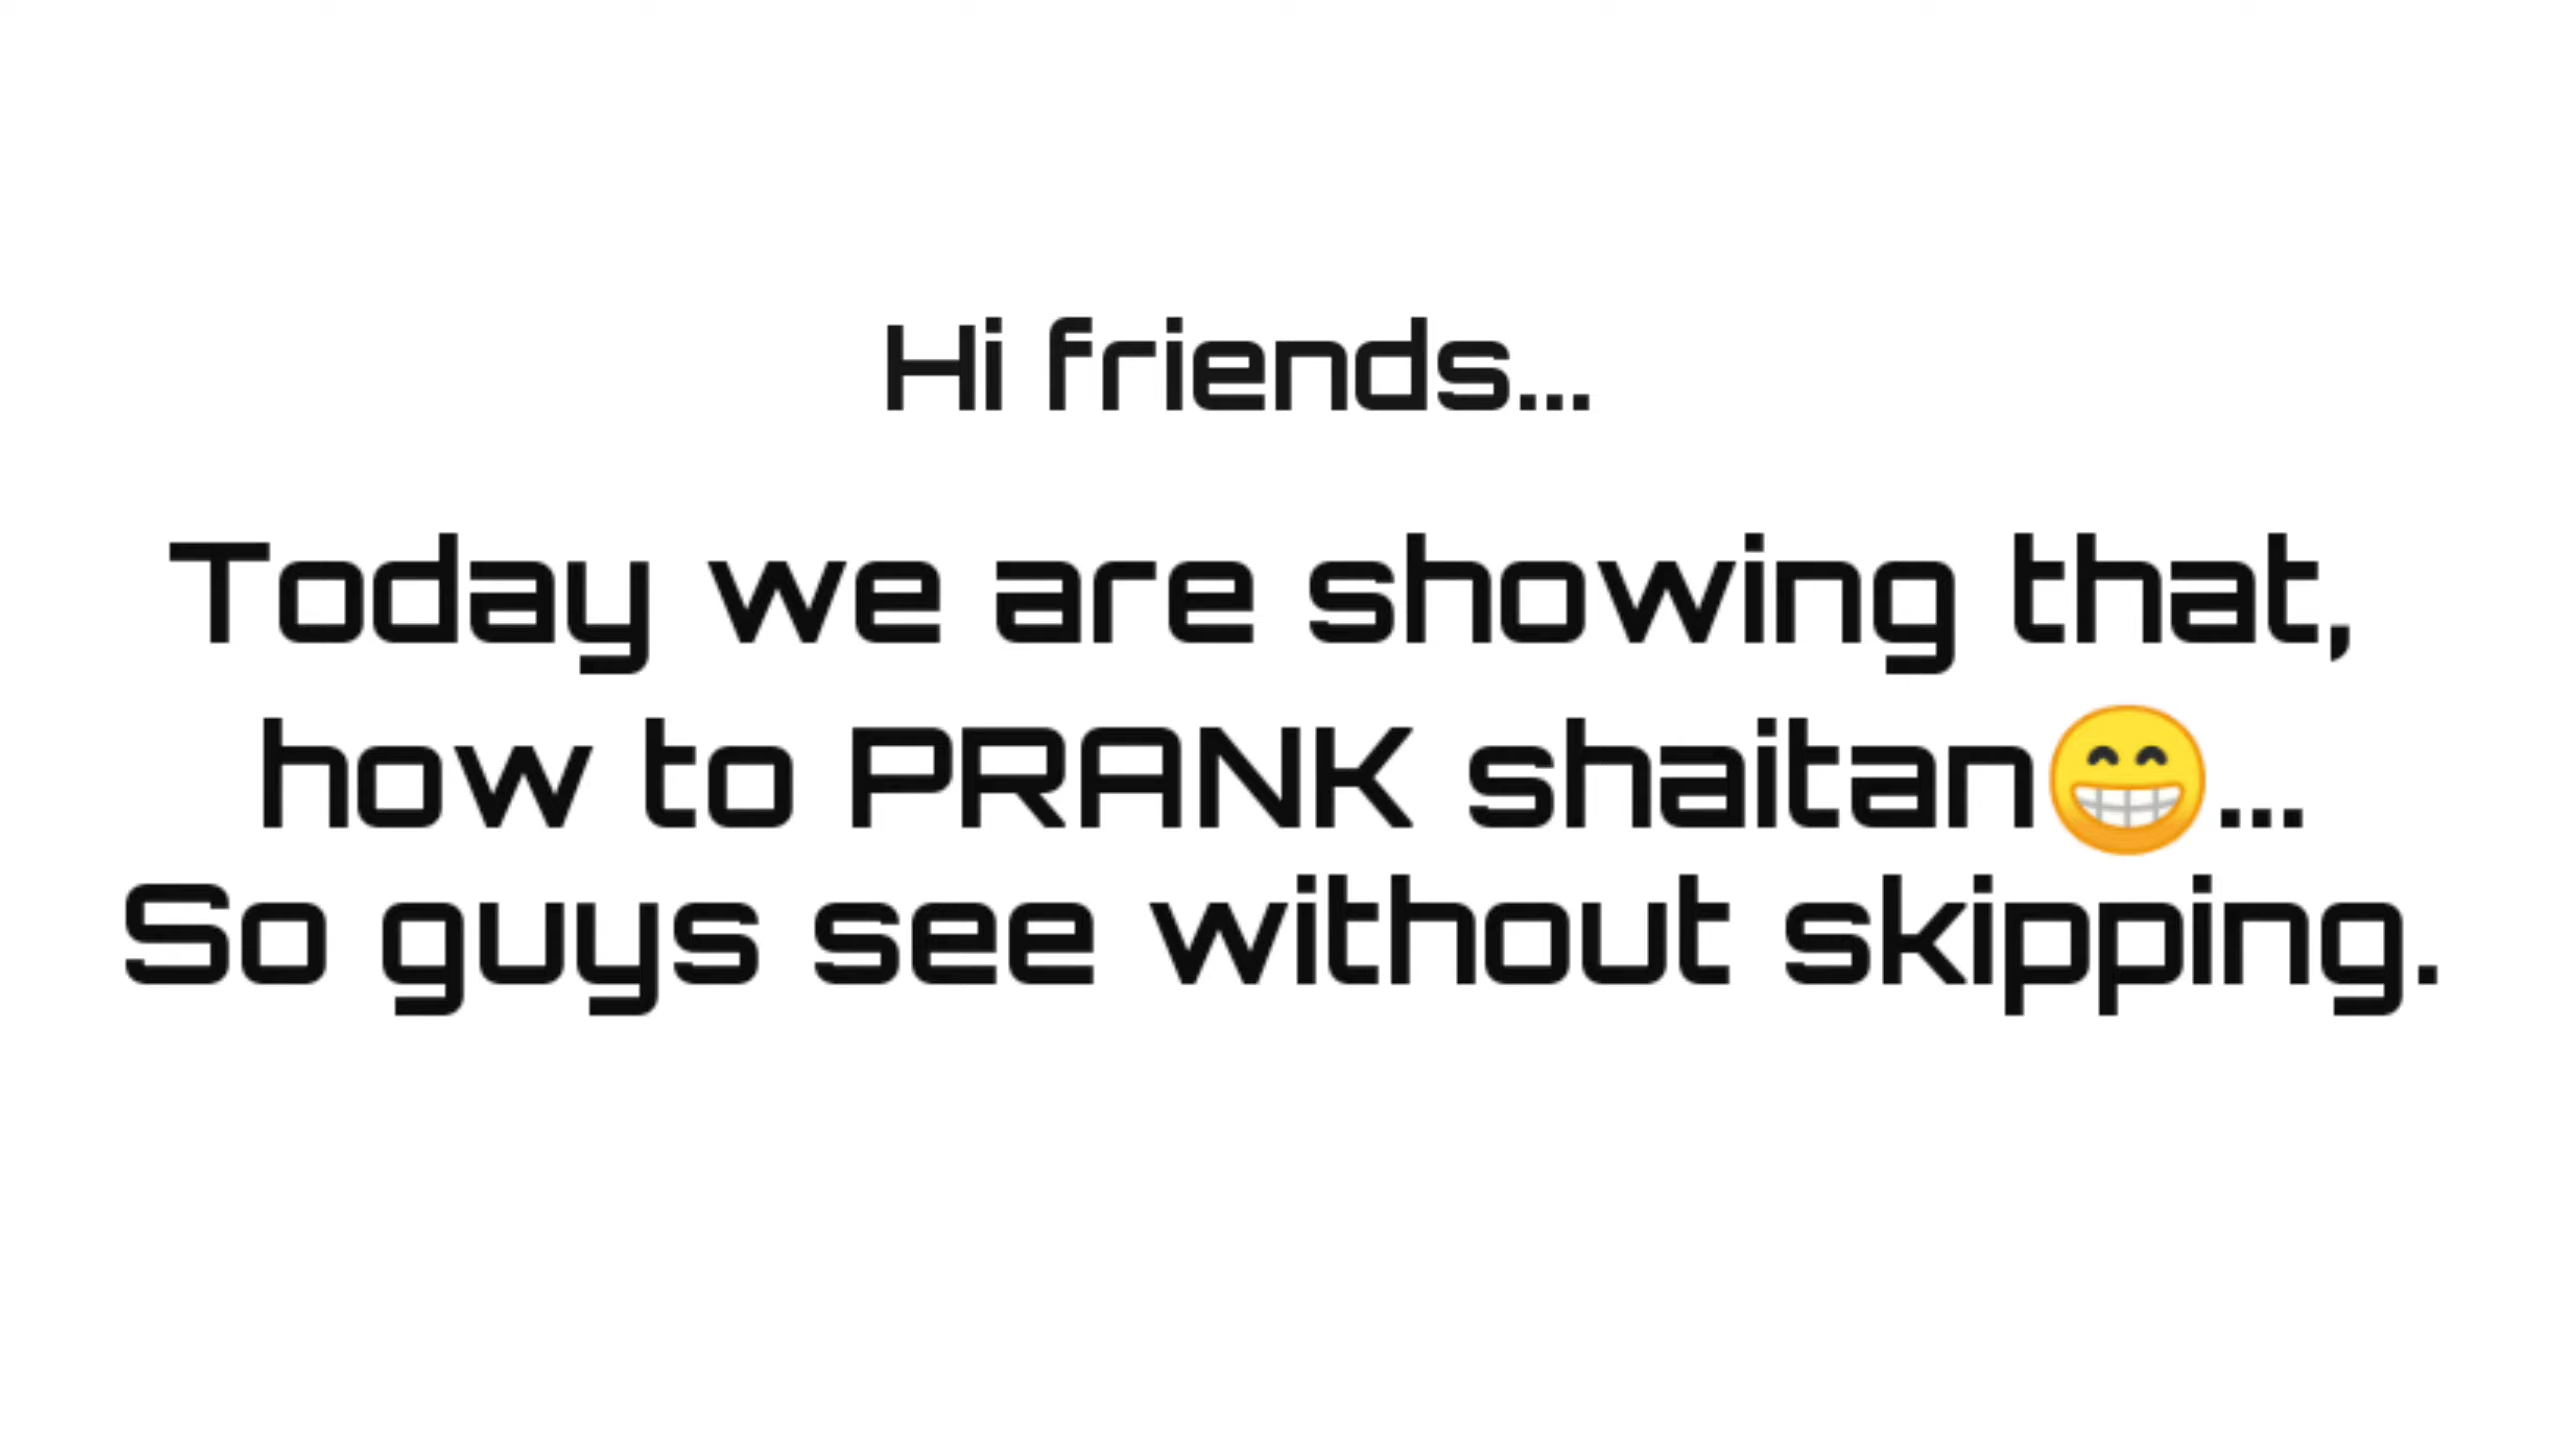 Hi friends...
Today we are showing that,
how to PRANK shaitan😁...
So guys see without skipping.